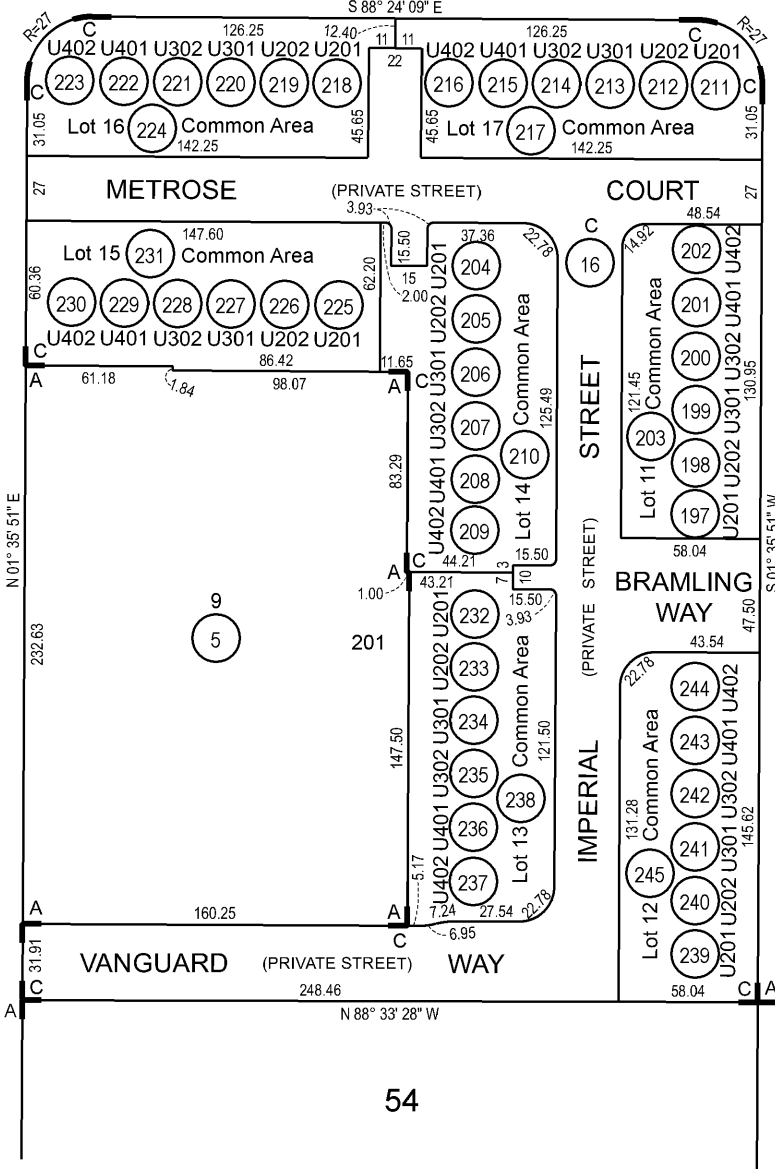 S 88° 24' 09" E
R=27
C
126.25
12.40
11
11
22
126.25
C
R=27
U402 U401 U302 U301 U202 U201
U402 U401 U302 U301 U202 U201
223 222 221 220 219 218
216 215 214 213 212 211
C
C
31.05
Lot 16 224 Common Area
142.25
45.65
45.65
Lot 17 217 Common Area
142.25
31.05
27
METROSE
(PRIVATE STREET)
COURT
27
3.93
147.60
Lot 15 231 Common Area
60.36
62.20
15.50
15
2.00
230 229 228 227 226 225
U402 U401 U302 U301 U202 U201
C
A
61.18
1.84
86.42
98.07
11.65
A
C
37.36
22.78
U201 204
U202 205
U301 206
U302 207
U401 208
U402 209
Lot 14 210 Common Area
125.49
83.29
C
16
14.92
48.54
202 U402
201 U401
200 U302
199 U301
198 U202
197 U201
Lot 11 203 Common Area
121.45
130.95
58.04
STREET
(PRIVATE STREET)
IMPERIAL
N 01° 35' 51" E
S 01° 35' 51" W
C
A
44.21
43.21
1.00
3
7
10
15.50
15.50
3.93
BRAMLING
WAY
47.50
43.54
22.78
9
5
201
232.63
147.50
U201 232
U202 233
U301 234
U302 235
U401 236
U402 237
Lot 13 238 Common Area
121.50
244 U402
243 U401
242 U302
241 U301
240 U202
239 U201
Lot 12 245 Common Area
131.28
145.62
A
160.25
A
C
5.17
7.24
27.54
22.78
6.95
31.91
VANGUARD
(PRIVATE STREET)
WAY
C
A
248.46
58.04
C
A
N 88° 33' 28" W
54